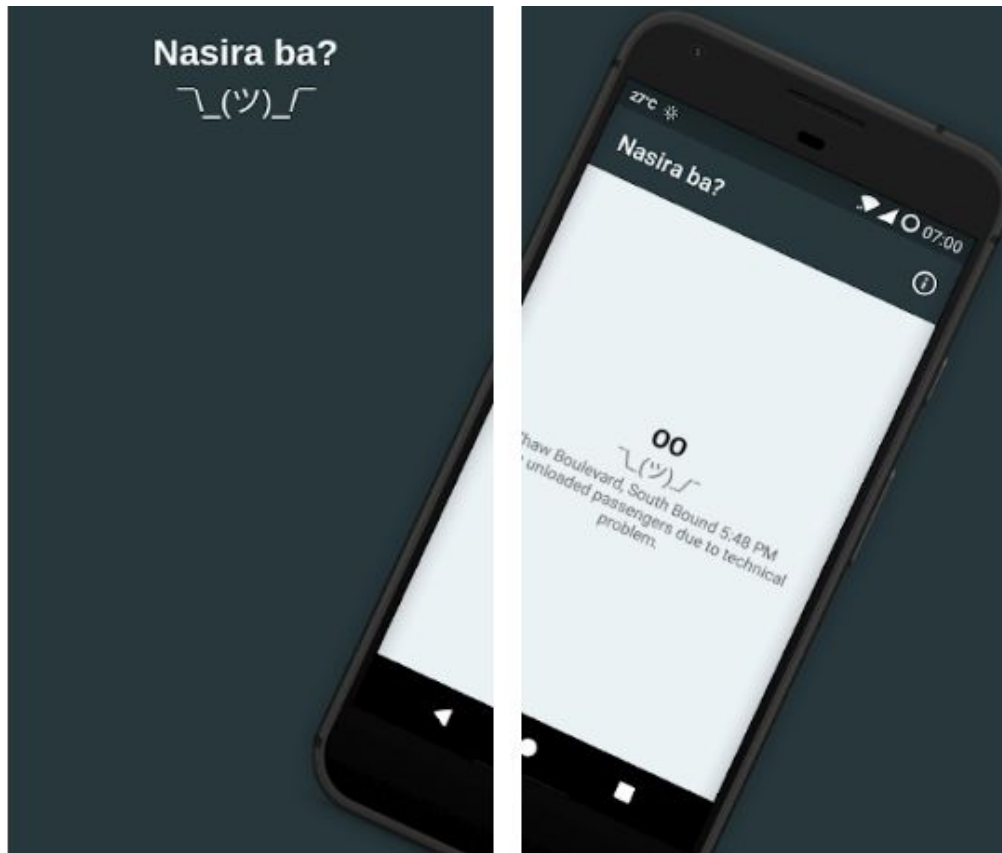 Nasira ba?
¯\_(ツ)_/¯
27°C
Nasira ba?
07:00
OO
¯\_(ツ)_/¯
Boulevard, South Bound 5:48 PM
unloaded passengers due to technical
problem.